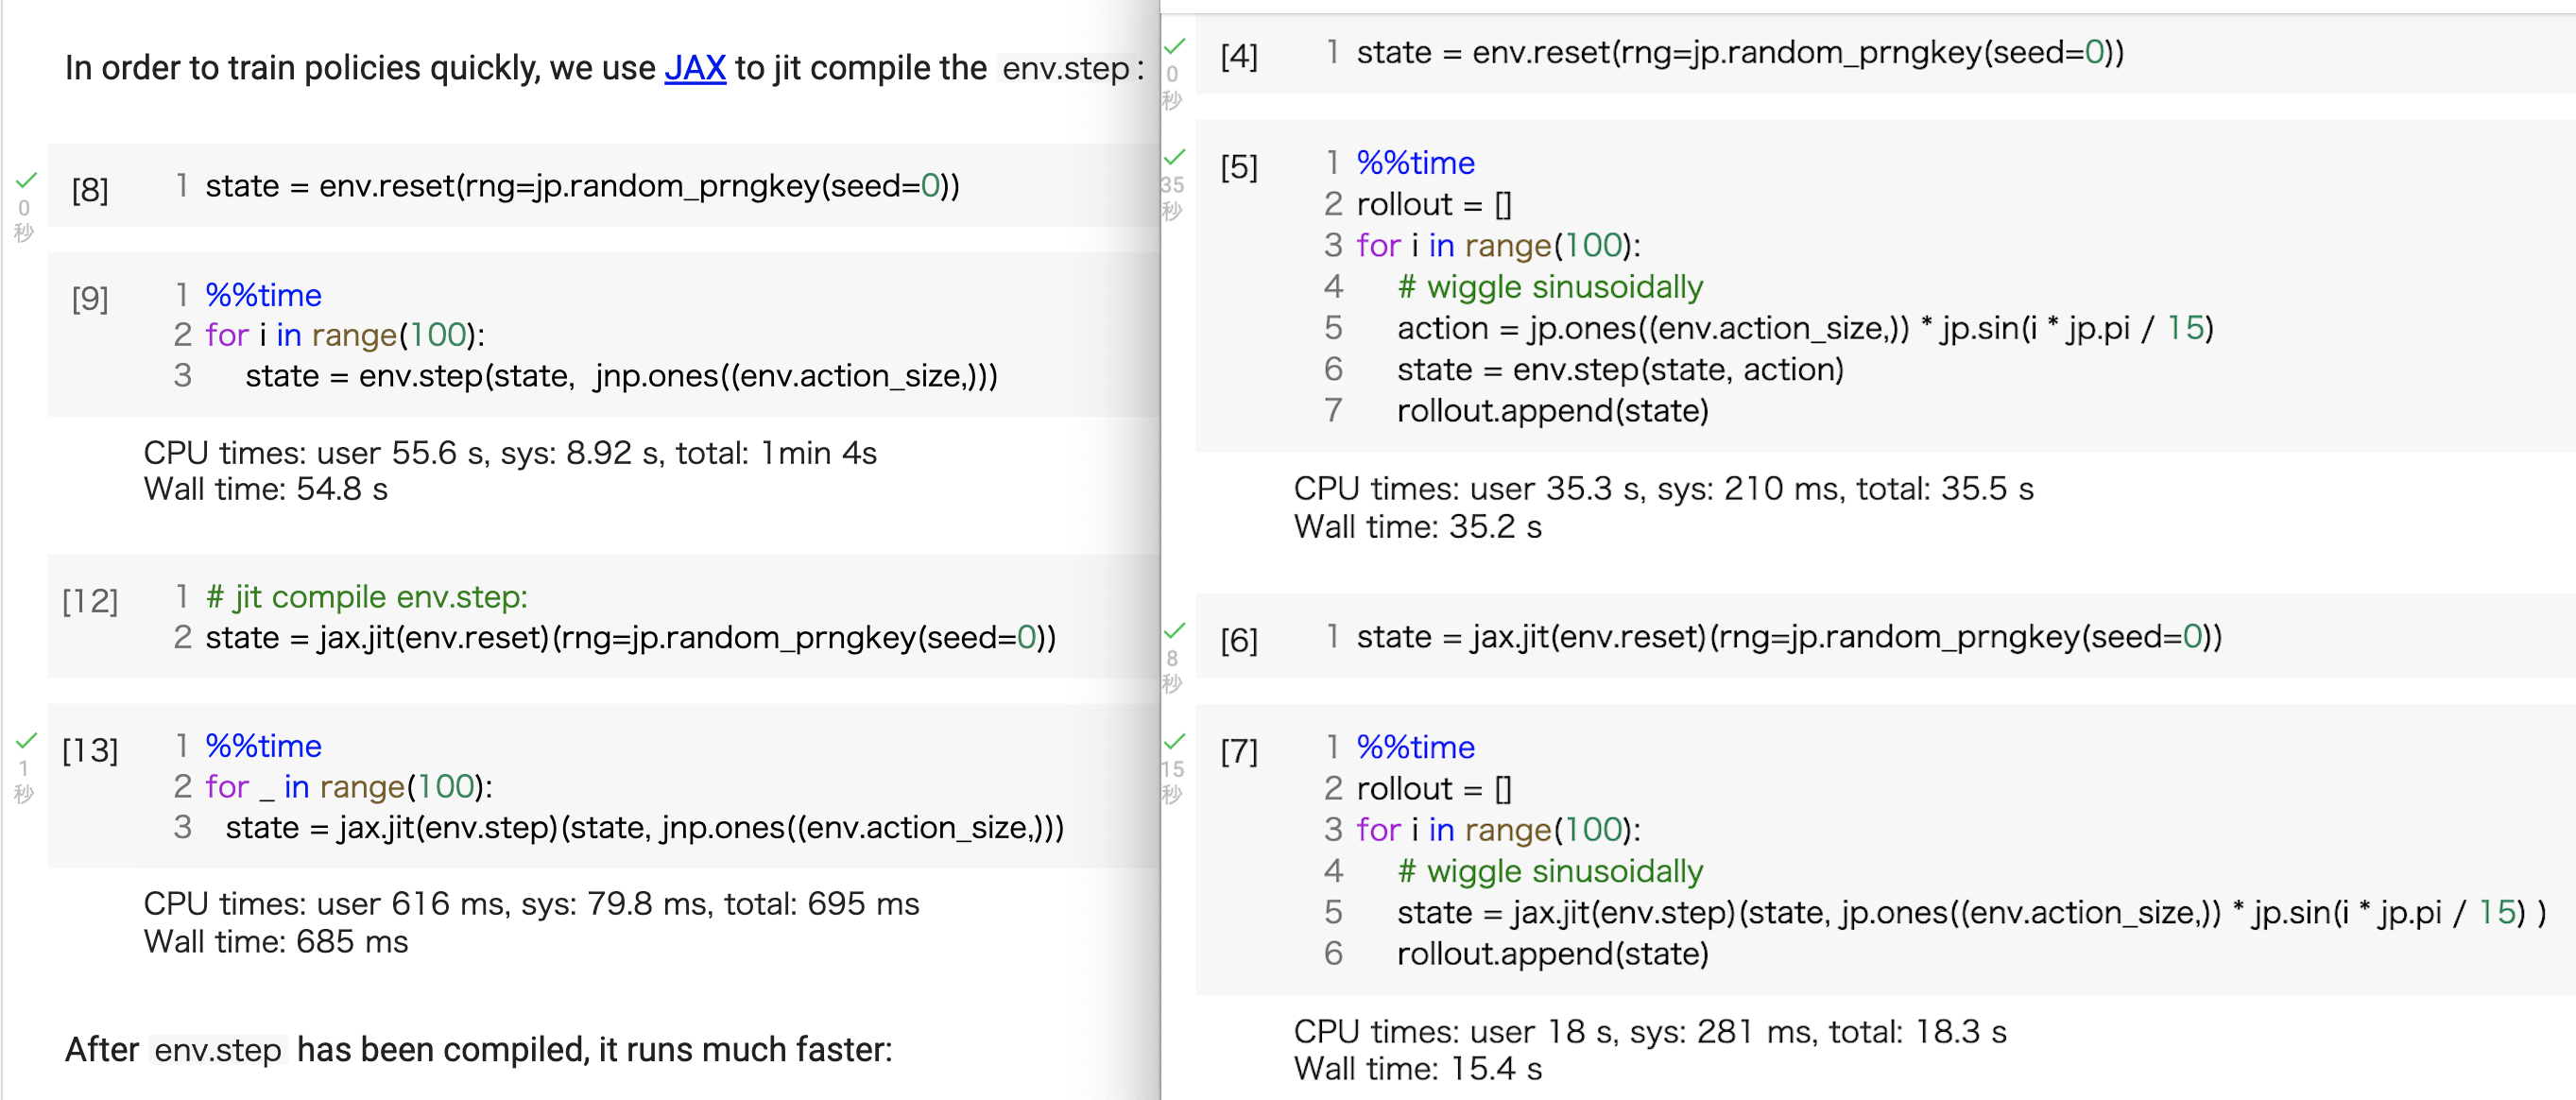 In order to train policies quickly, we use JAX to jit compile the env.step :
0
秒
[8]
1 state = env.reset(rng=jp.random_prngkey(seed=0))
[9]
1 %%time
2 for i in range(100):
3 state = env.step(state, jnp.ones((env.action_size,)))
CPU times: user 55.6 s, sys: 8.92 s, total: 1min 4s
Wall time: 54.8 s
[12]
1 # jit compile env.step:
2 state = jax.jit(env.reset)(rng=jp.random_prngkey(seed=0))
1
秒
[13]
1 %%time
2 for _ in range(100):
3 state = jax.jit(env.step)(state, jnp.ones((env.action_size,)))
CPU times: user 616 ms, sys: 79.8 ms, total: 695 ms
Wall time: 685 ms
After env.step has been compiled, it runs much faster:
0
秒
[4]
1 state = env.reset(rng=jp.random_prngkey(seed=0))
35
秒
[5]
1 %%time
2 rollout = []
3 for i in range(100):
4 # wiggle sinusoidally
5 action = jp.ones((env.action_size,)) * jp.sin(i * jp.pi / 15)
6 state = env.step(state, action)
7 rollout.append(state)
CPU times: user 35.3 s, sys: 210 ms, total: 35.5 s
Wall time: 35.2 s
8
秒
[6]
1 state = jax.jit(env.reset)(rng=jp.random_prngkey(seed=0))
15
秒
[7]
1 %%time
2 rollout = []
3 for i in range(100):
4 # wiggle sinusoidally
5 state = jax.jit(env.step)(state, jp.ones((env.action_size,)) * jp.sin(i * jp.pi / 15) )
6 rollout.append(state)
CPU times: user 18 s, sys: 281 ms, total: 18.3 s
Wall time: 15.4 s